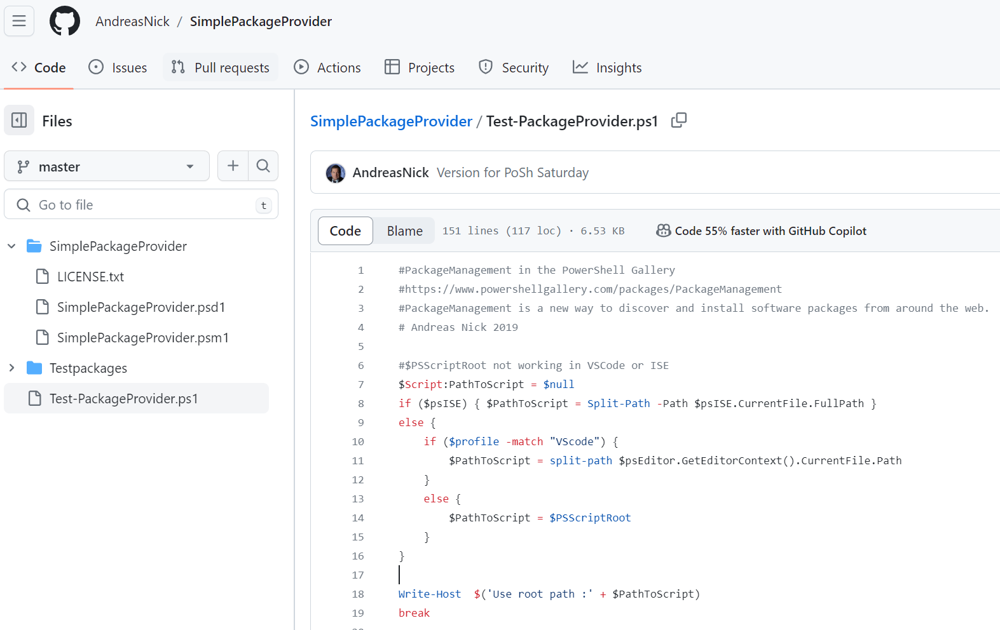 AndreasNick / SimplePackageProvider
Code Issues Pull requests Actions Projects Security Insights
Files
master
Go to file t
SimplePackageProvider
LICENSE.txt
SimplePackageProvider.psd1
SimplePackageProvider.psm1
Testpackages
Test-PackageProvider.ps1
SimplePackageProvider / Test-PackageProvider.ps1
AndreasNick Version for PoSh Saturday
Code Blame 151 lines (117 loc) · 6.53 KB Code 55% faster with GitHub Copilot
1 #PackageManagement in the PowerShell Gallery
2 #https://www.powershellgallery.com/packages/PackageManagement
3 #PackageManagement is a new way to discover and install software packages from around the web.
4 # Andreas Nick 2019
5
6 #$PSScriptRoot not working in VSCode or ISE
7 $Script:PathToScript = $null
8 if ($psISE) { $PathToScript = Split-Path -Path $psISE.CurrentFile.FullPath }
9 else {
10     if ($profile -match "VScode") {
11         $PathToScript = split-path $psEditor.GetEditorContext().CurrentFile.Path
12     }
13     else {
14         $PathToScript = $PSScriptRoot
15     }
16 }
17
18 Write-Host  $('Use root path :' + $PathToScript)
19 break